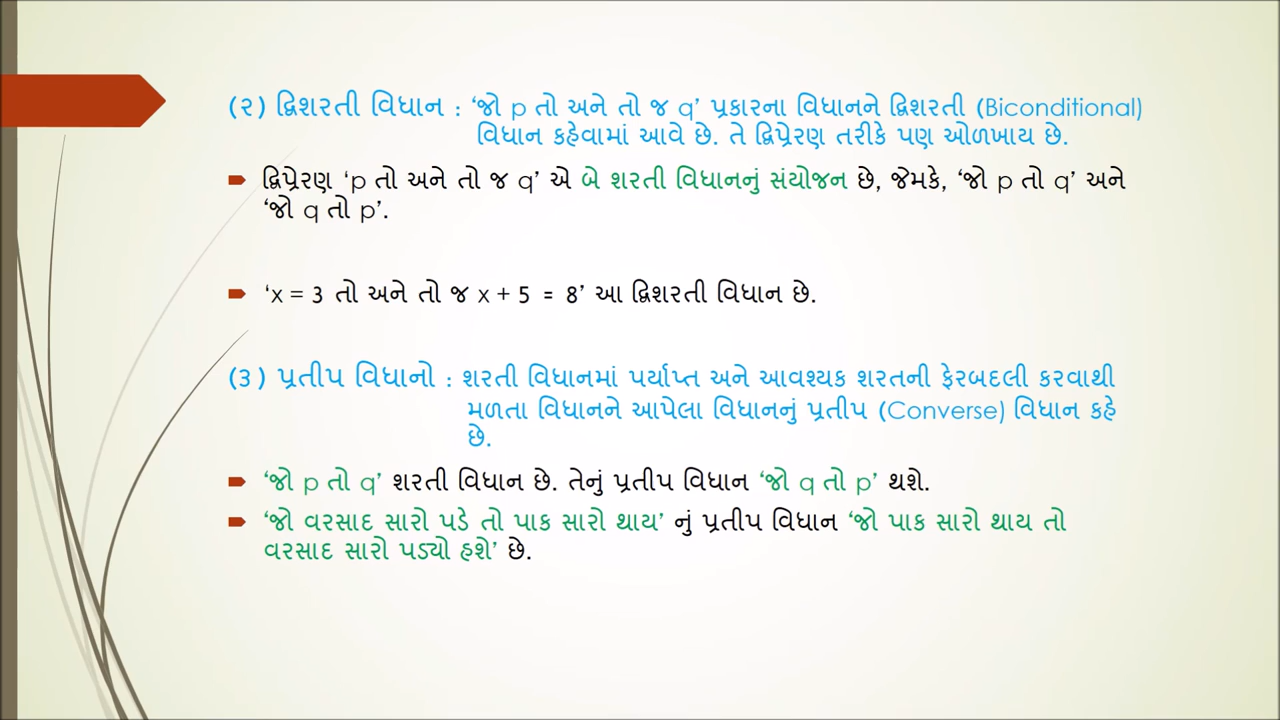 (૨) દ્વિશરતી વિધાન : ‘જો p તો અને તો જ q’ પ્રકારના વિધાનને દ્વિશરતી (Biconditional)
વિધાન કહેવામાં આવે છે. તે દ્વિપ્રેરણ તરીકે પણ ઓળખાય છે.
દ્વિપ્રેરણ ‘p તો અને તો જ q’ એ બે શરતી વિધાનનું સંયોજન છે, જેમકે, ‘જો p તો q’ અને
‘જો q તો p’.
‘x = 3 તો અને તો જ x + 5 = 8’ આ દ્વિશરતી વિધાન છે.
(૩) પ્રતીપ વિધાનો : શરતી વિધાનમાં પર્યાપ્ત અને આવશ્યક શરતની ફેરબદલી કરવાથી
મળતા વિધાનને આપેલા વિધાનનું પ્રતીપ (Converse) વિધાન કહે
છે.
‘જો p તો q’ શરતી વિધાન છે. તેનું પ્રતીપ વિધાન ‘જો q તો p’ થશે.
‘જો વરસાદ સારો પડે તો પાક સારો થાય’ નું પ્રતીપ વિધાન ‘જો પાક સારો થાય તો
વરસાદ સારો પડ્યો હશે’ છે.